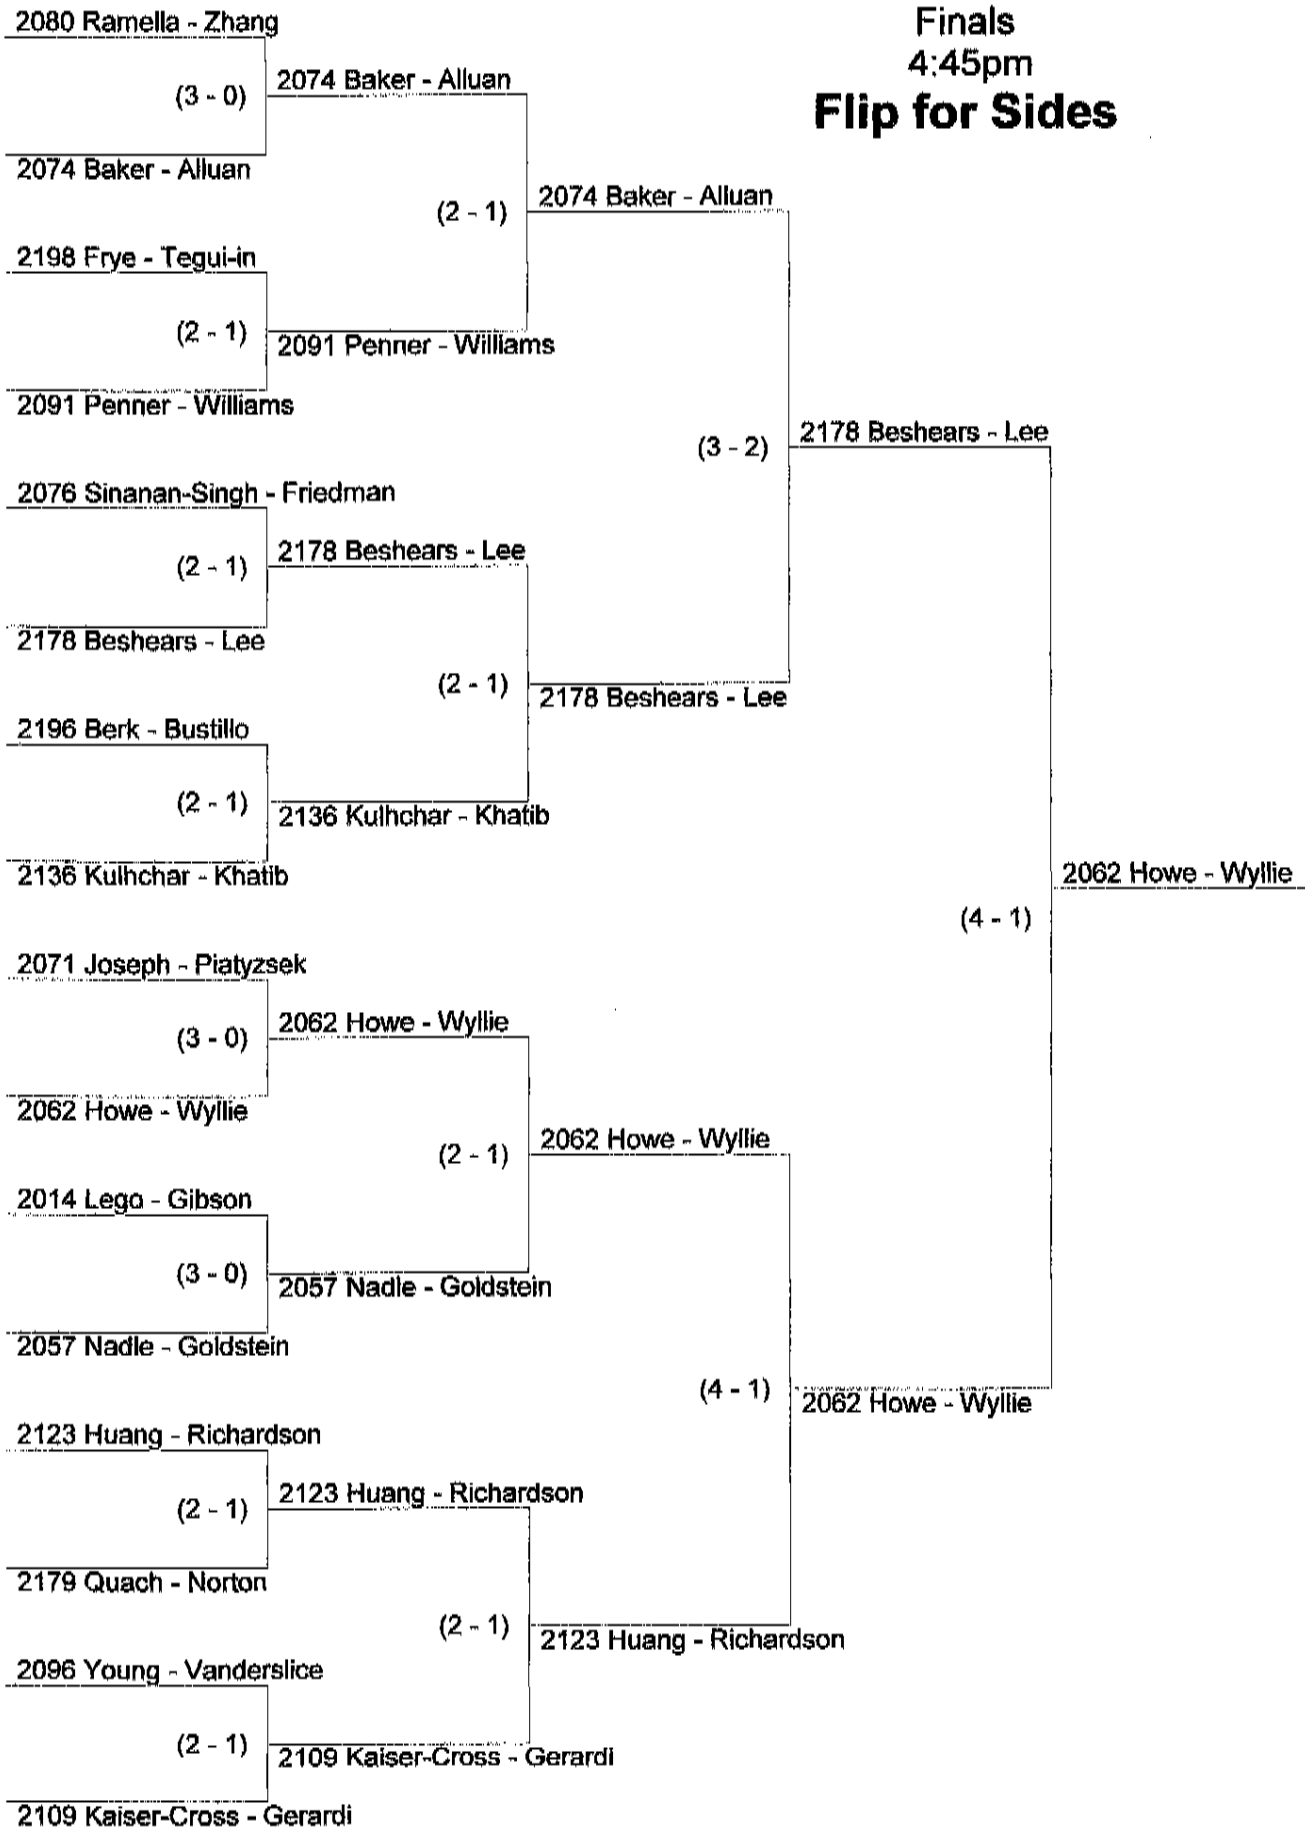 Finals
4:45pm
Flip for Sides
2080 Ramella - Zhang
(3 - 0)
2074 Baker - Alluan
2074 Baker - Alluan
(2 - 1)
2074 Baker - Alluan
2198 Frye - Tegui-in
(2 - 1)
2091 Penner - Williams
2091 Penner - Williams
(3 - 2)
2178 Beshears - Lee
2076 Sinanan-Singh - Friedman
(2 - 1)
2178 Beshears - Lee
2178 Beshears - Lee
(2 - 1)
2178 Beshears - Lee
2196 Berk - Bustillo
(2 - 1)
2136 Kulhchar - Khatib
2136 Kulhchar - Khatib
(4 - 1)
2062 Howe - Wyllie
2071 Joseph - Piatyzsek
(3 - 0)
2062 Howe - Wyllie
2062 Howe - Wyllie
(2 - 1)
2062 Howe - Wyllie
2014 Lego - Gibson
(3 - 0)
2057 Nadle - Goldstein
2057 Nadle - Goldstein
(4 - 1)
2062 Howe - Wyllie
2123 Huang - Richardson
(2 - 1)
2123 Huang - Richardson
2179 Quach - Norton
(2 - 1)
2123 Huang - Richardson
2096 Young - Vanderslice
(2 - 1)
2109 Kaiser-Cross - Gerardi
2109 Kaiser-Cross - Gerardi